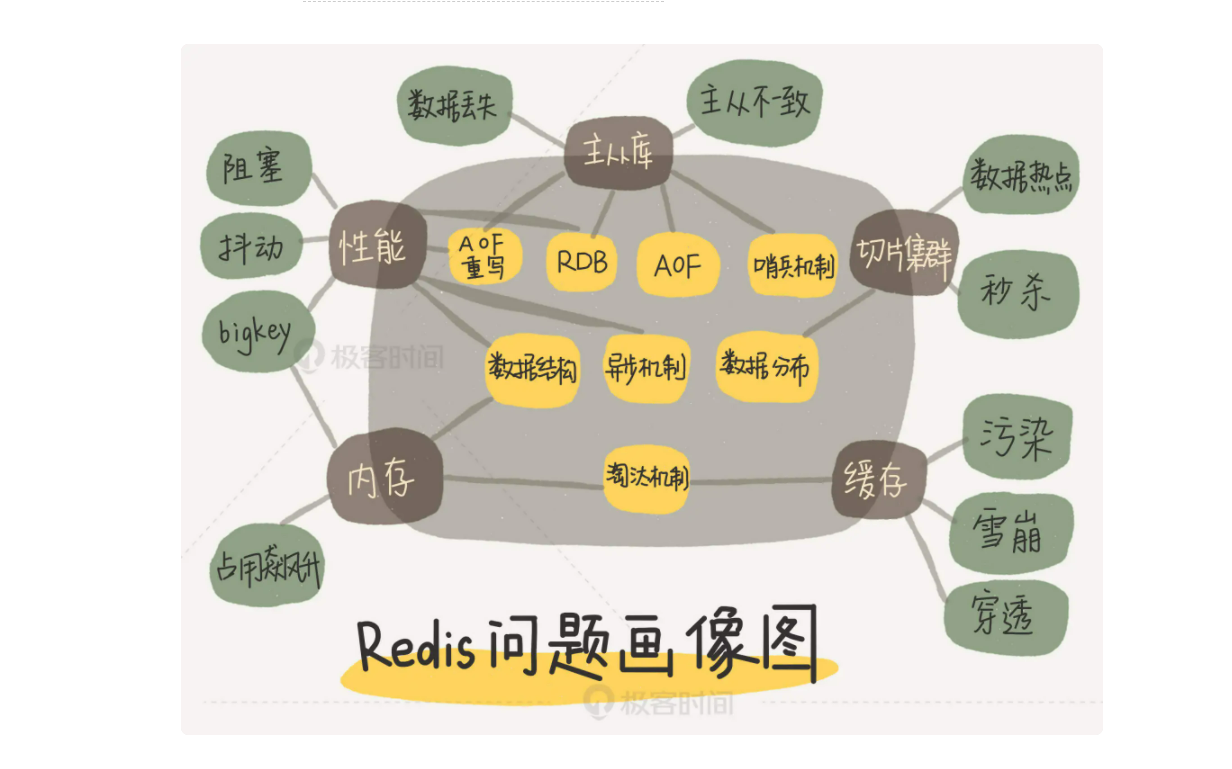 数据丢失
主从不一致
主从库
阻塞
数据热点
性能
AOF
重写
RDB
AOF
哨兵机制
切片集群
抖动
秒杀
bigkey
极客时间
数据结构
异步机制
数据分布
污染
内存
淘汰机制
缓存
雪崩
占用飙升
穿透
Redis问题画像图
极客时间